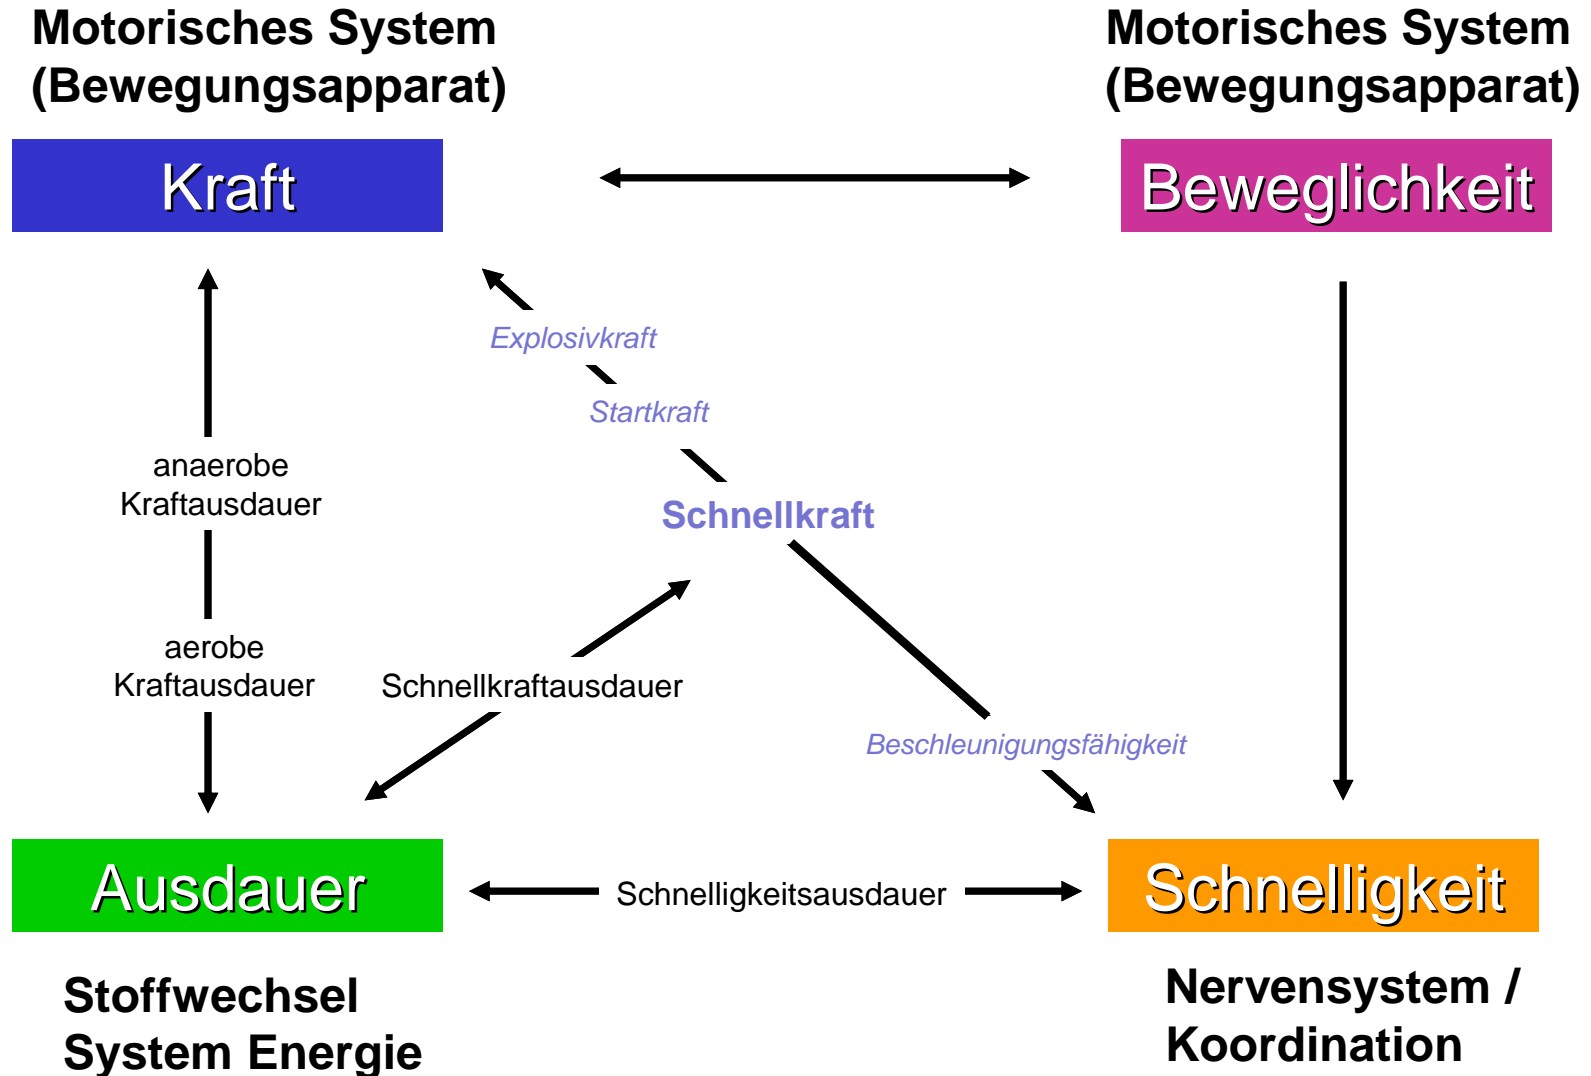 Motorisches System
(Bewegungsapparat)
Motorisches System
(Bewegungsapparat)
Kraft
Beweglichkeit
Explosivkraft
Startkraft
anaerobe
Kraftausdauer
Schnellkraft
aerobe
Kraftausdauer
Schnellkraftausdauer
Beschleunigungsfähigkeit
Ausdauer
Schnelligkeitsausdauer
Schnelligkeit
Stoffwechsel
System Energie
Nervensystem /
Koordination